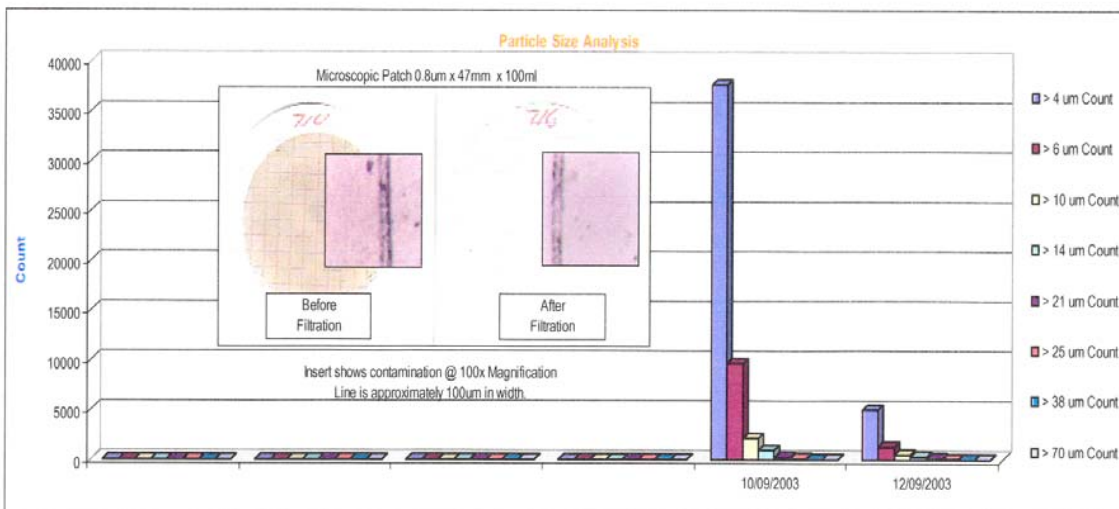 Particle Size Analysis
40000
35000
30000
25000
20000
15000
10000
5000
0
Count
Microscopic Patch 0.8um x 47mm x 100ml
Before
Filtration
After
Filtration
Insert shows contamination @ 100x Magnification
Line is approximately 100um in width.
10/09/2003
12/09/2003
> 4 um Count
> 6 um Count
> 10 um Count
> 14 um Count
> 21 um Count
> 25 um Count
> 38 um Count
> 70 um Count